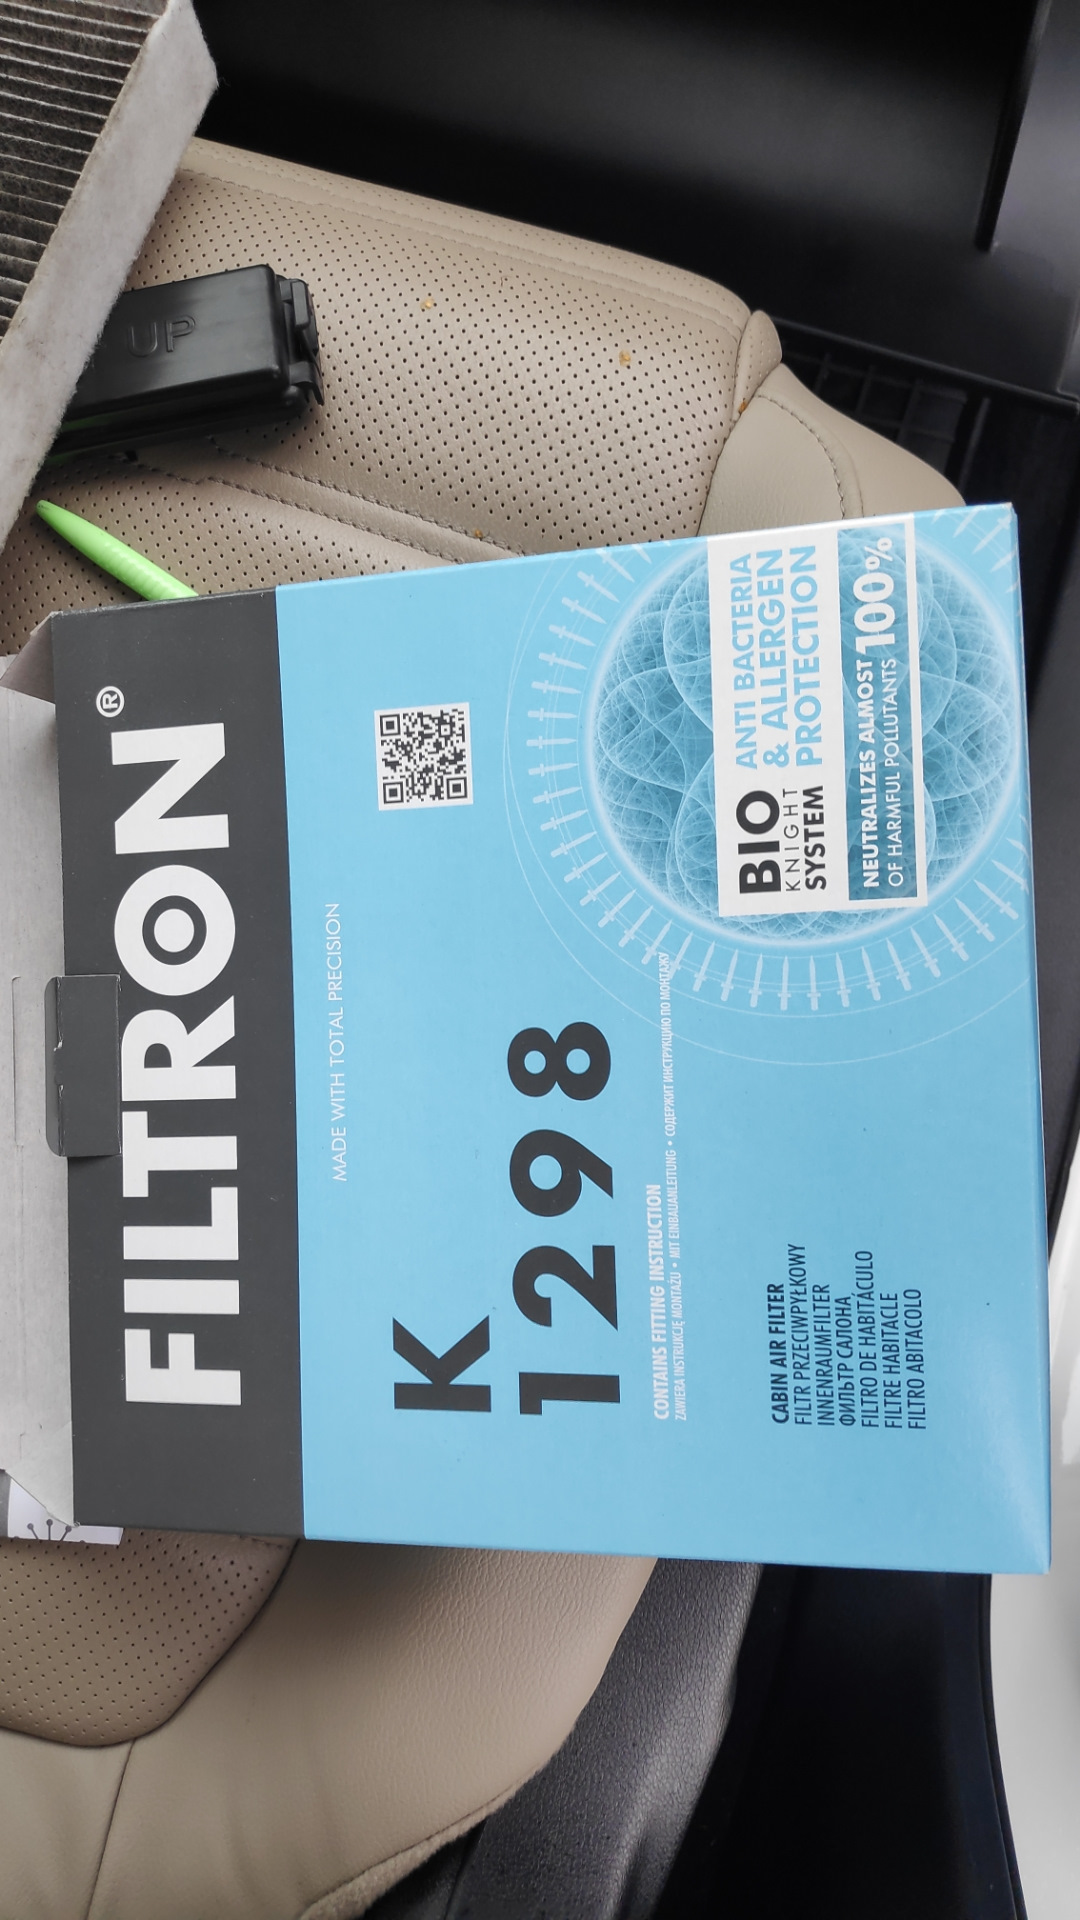 UP
FILTRON®
MADE WITH TOTAL PRECISION
K
1298
CONTAINS FITTING INSTRUCTION
ZAWIERA INSTRUKCJĘ MONTAŻU • MIT EINBAUANLEITUNG • СОДЕРЖИТ ИНСТРУКЦИЮ ПО МОНТАЖУ
BIO
KNIGHT
SYSTEM
ANTI BACTERIA
& ALLERGEN
PROTECTION
NEUTRALIZES ALMOST 100%
OF HARMFUL POLLUTANTS
CABIN AIR FILTER
FILTR PRZECIWPYŁKOWY
INNENRAUMFILTER
ФИЛЬТР САЛОНА
FILTRO DE HABITÁCULO
FILTRE HABITACLE
FILTRO ABITACOLO